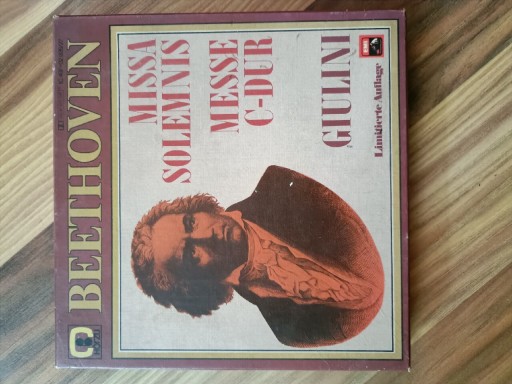 BEETHOVEN
MISSA
SOLEMNIS
MESSE
C-DUR
GIULINI
Limitierte Auflage